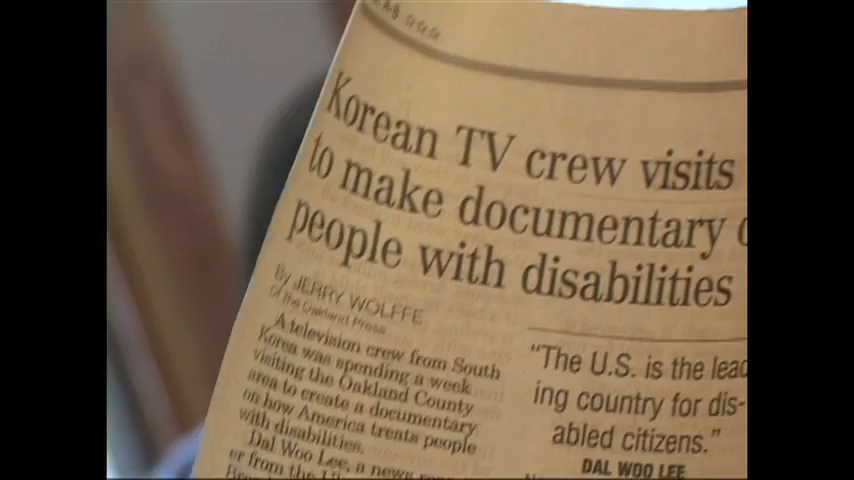 Korean TV crew visits
to make documentary
people with disabilities
By JERRY WOLFFE
Of The Oakland Press
A television crew from South
Korea was spending a week
visiting the Oakland County
area to create a documentary
on how America treats people
with disabilities.
Dal Woo Lee, a news
er from the
"The U.S. is the lead
ing country for dis-
abled citizens."
DAL WOO LEE